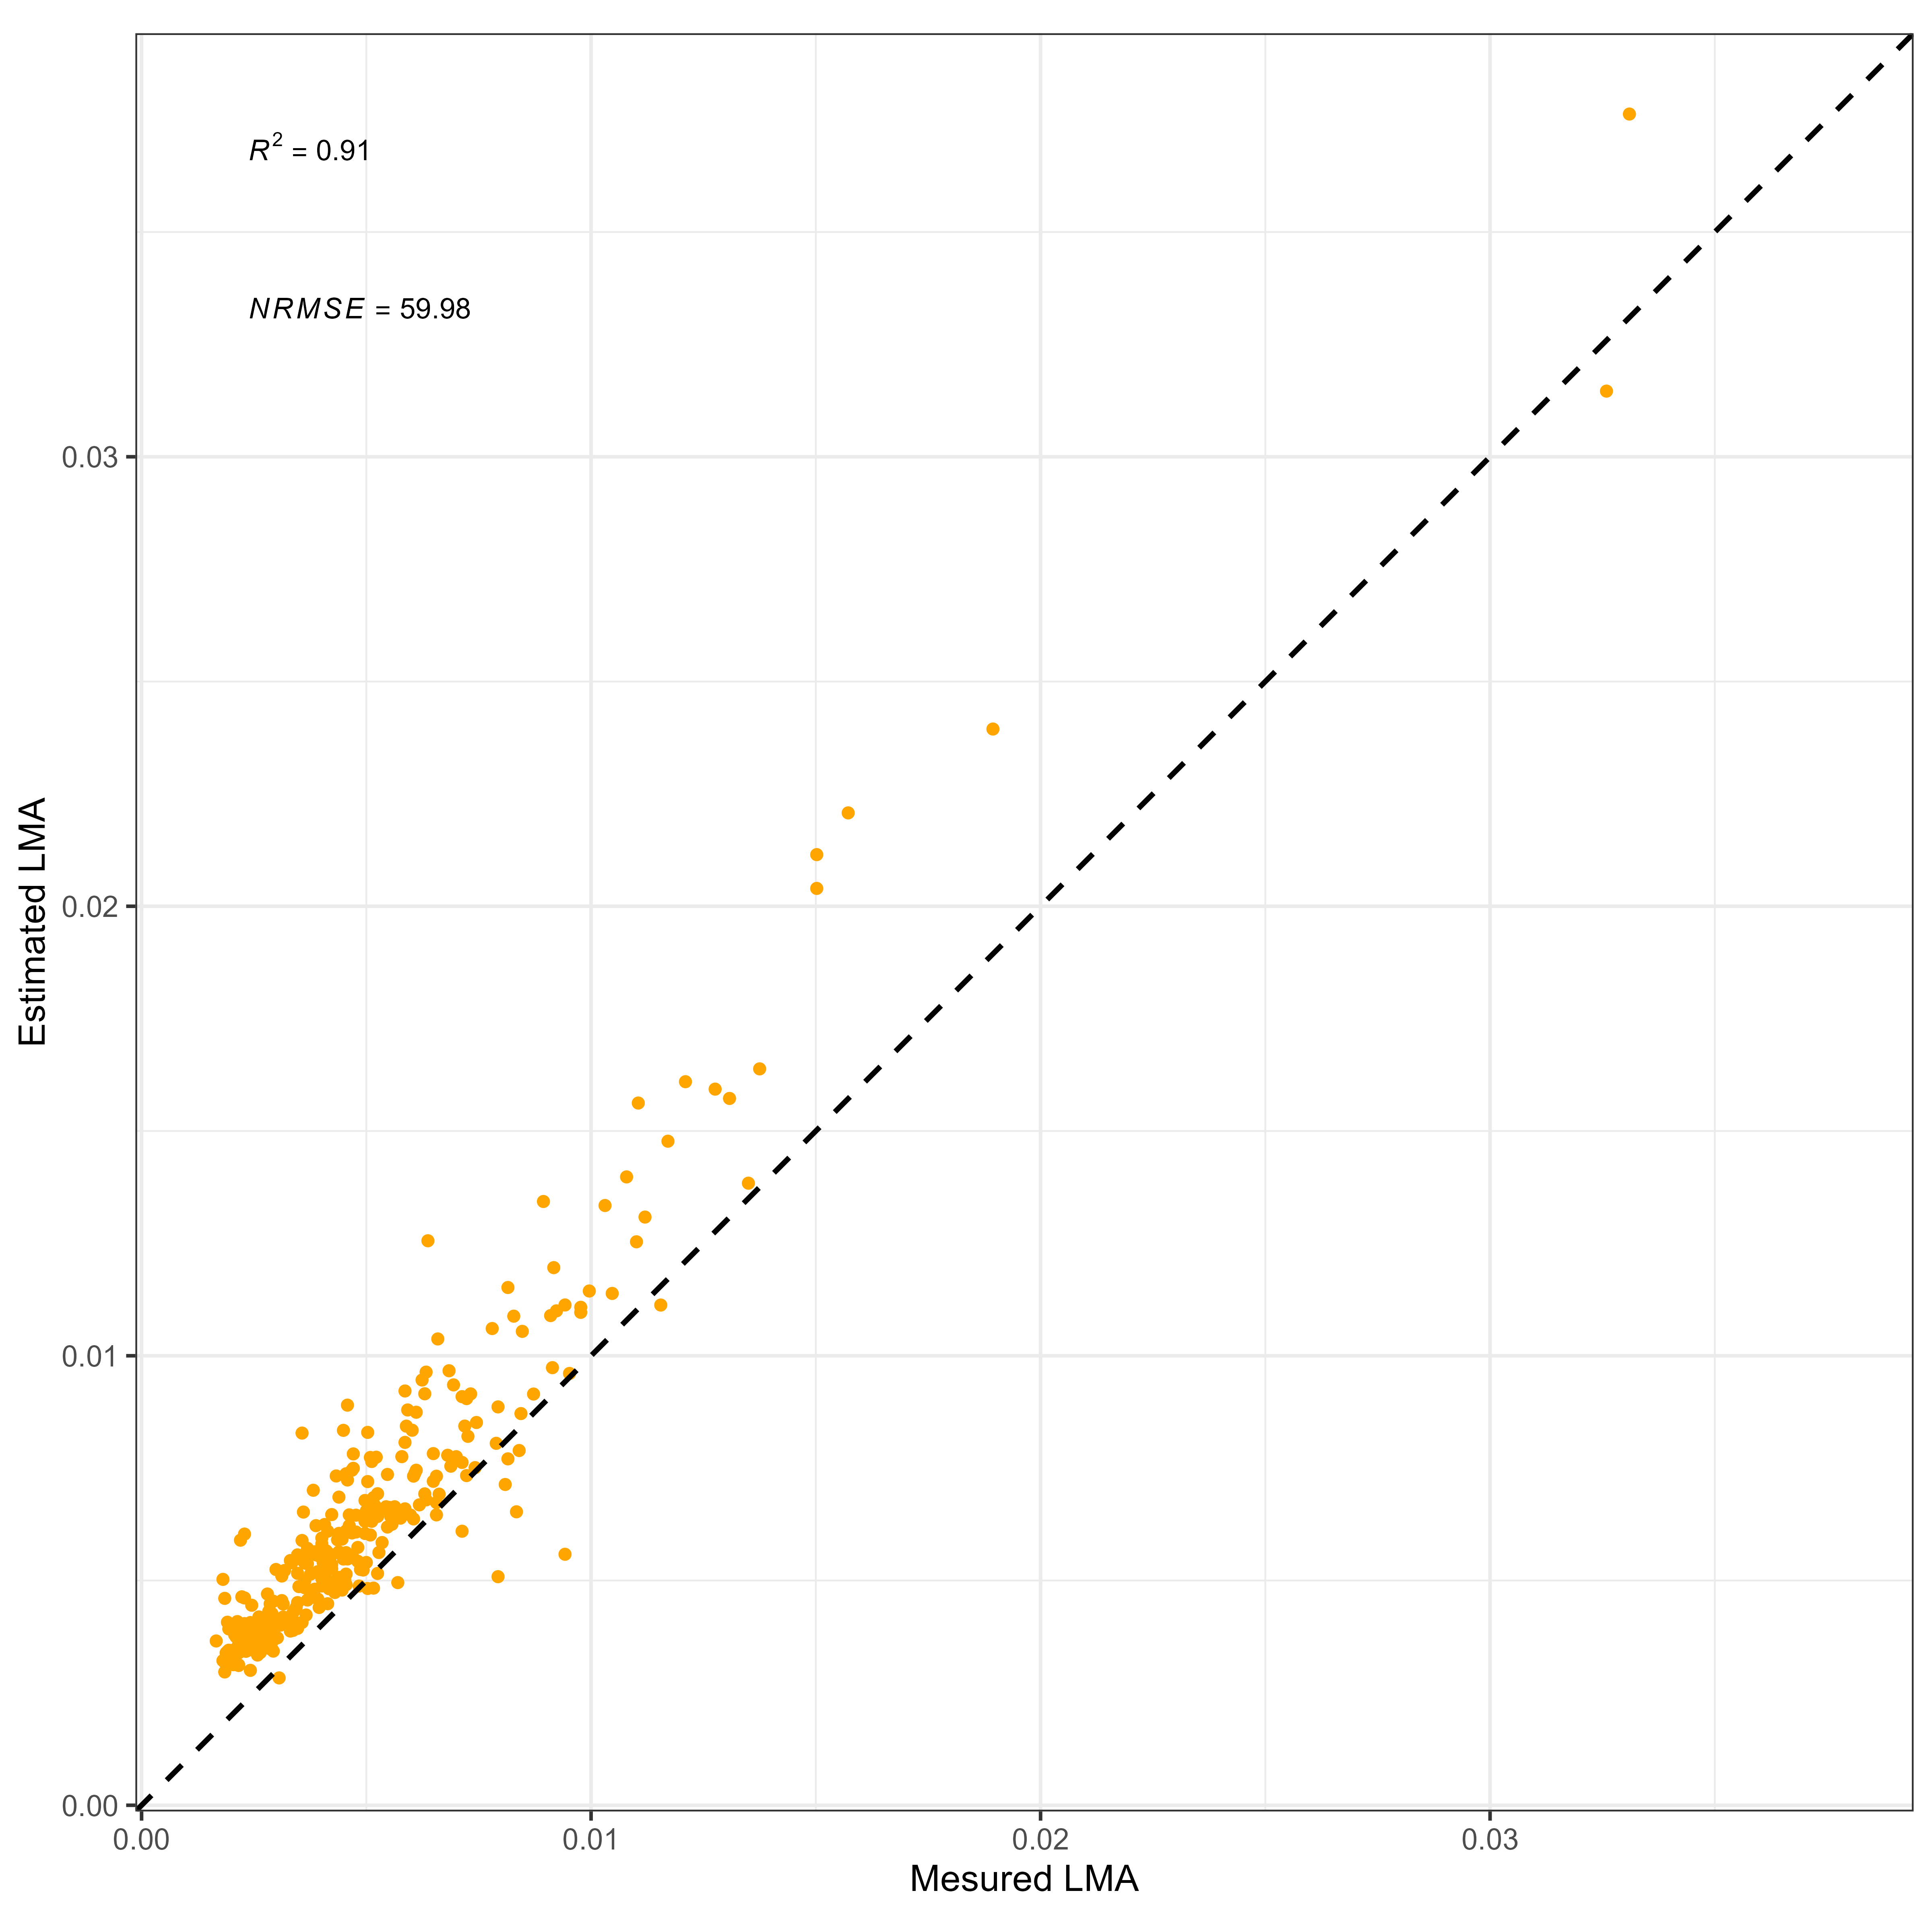 R² = 0.91
NRMSE = 59.98
0.03
0.02
0.01
0.00
Estimated LMA
0.00 0.01 0.02 0.03
Mesured LMA